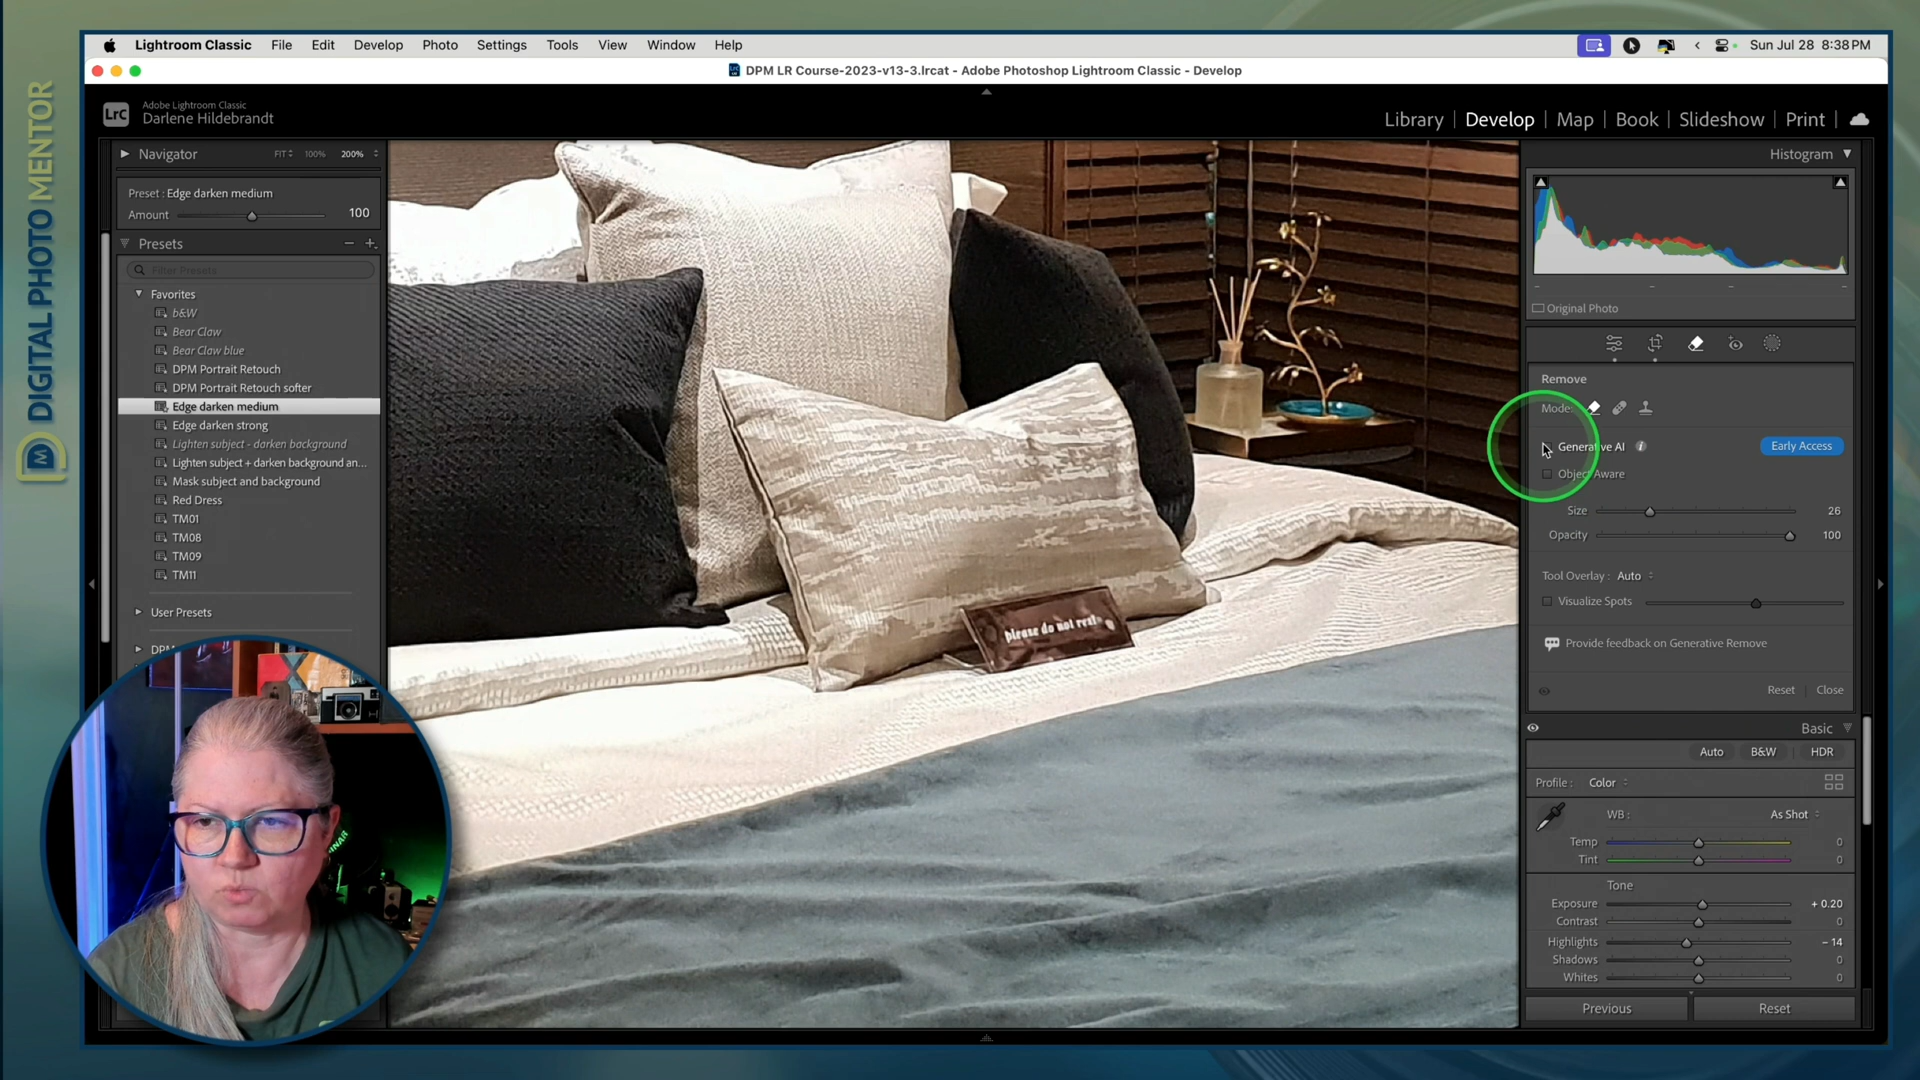 DIGITAL PHOTO MENTOR
Lightroom Classic File Edit Develop Photo Settings Tools View Window Help
Sun Jul 28 8:38 PM
DPM LR Course-2023-v13-3.lrcat - Adobe Photoshop Lightroom Classic - Develop
LrC
Adobe Lightroom Classic
Darlene Hildebrandt
Library | Develop | Map | Book | Slideshow | Print |
Navigator FIT 100% 200%
Preset : Edge darken medium
Amount 100
Presets
Filter Presets
Favorites
b&W
Bear Claw
Bear Claw blue
DPM Portrait Retouch
DPM Portrait Retouch softer
Edge darken medium
Edge darken strong
Lighten subject - darken background
Lighten subject + darken background an...
Mask subject and background
Red Dress
TM01
TM08
TM09
TM11
User Presets
DPM
please do not rest
Histogram
Original Photo
Remove
Mode:
Generative AI Early Access
Object Aware
Size 26
Opacity 100
Tool Overlay : Auto
Visualize Spots
Provide feedback on Generative Remove
Reset | Close
Basic
Auto B&W | HDR
Profile : Color
WB : As Shot
Temp 0
Tint 0
Tone
Exposure + 0.20
Contrast 0
Highlights – 14
Shadows 0
Whites 0
Previous Reset